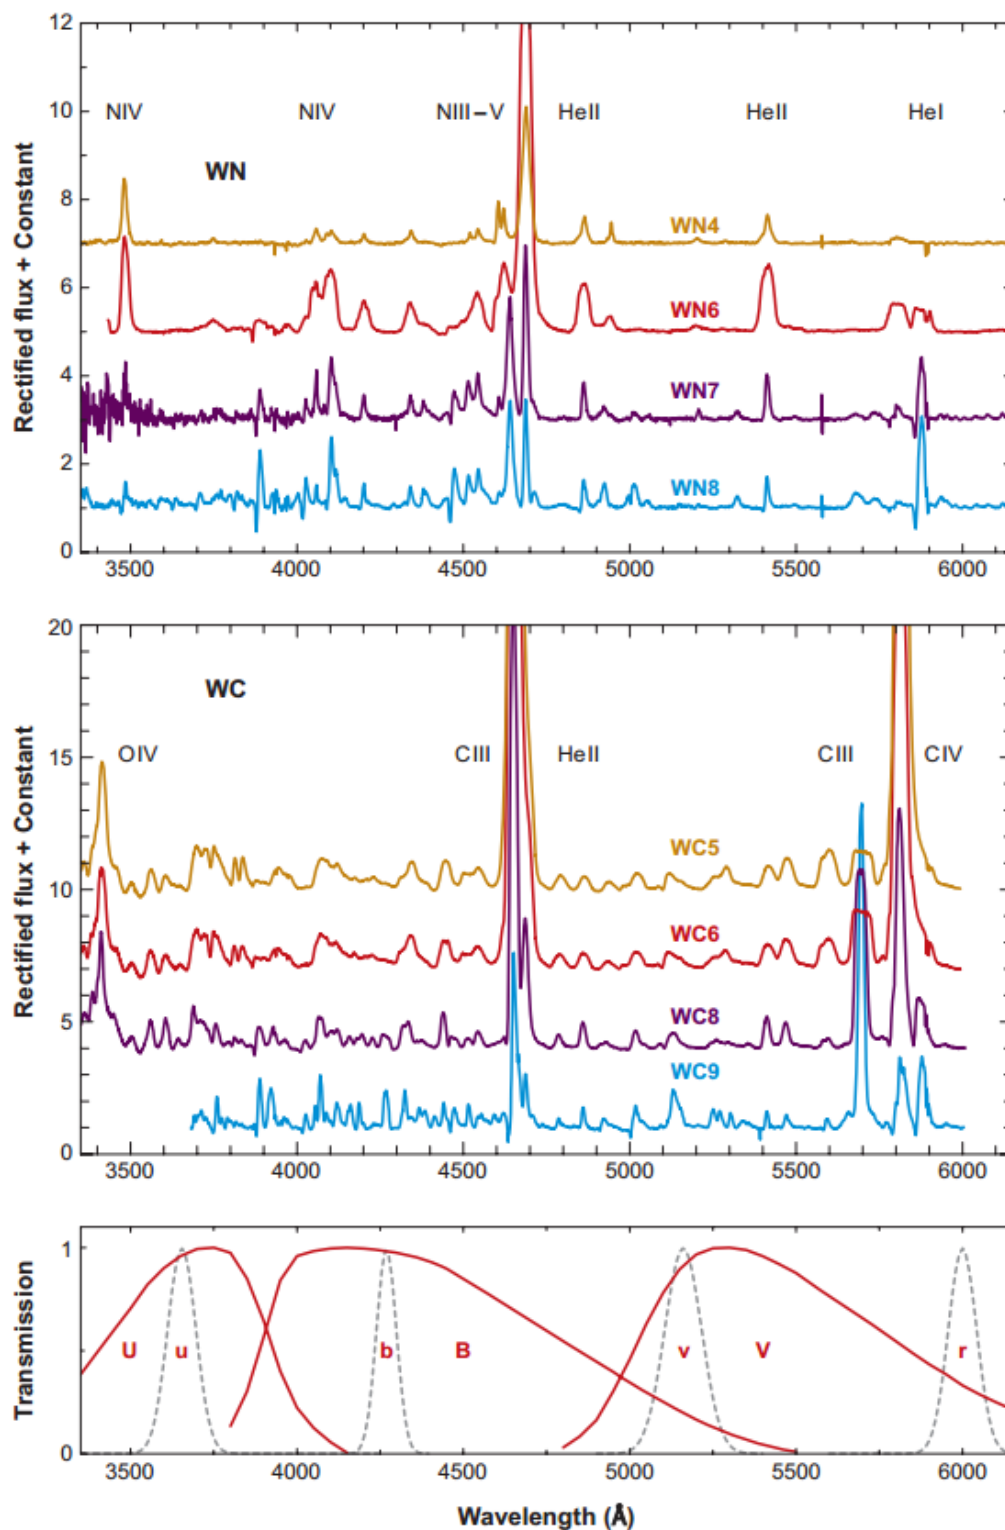 12
NIV NIV NIII–V HeII HeII HeI
10
WN
8
WN4
6
WN6
4
WN7
2
WN8
0
Rectified flux + Constant
3500 4000 4500 5000 5500 6000
20
WC
OIV CIII HeII CIII CIV
15
WC5
10
WC6
5
WC8
WC9
0
Rectified flux + Constant
3500 4000 4500 5000 5500 6000
1
U u b B v V r
0
Transmission
3500 4000 4500 5000 5500 6000
Wavelength (Å)